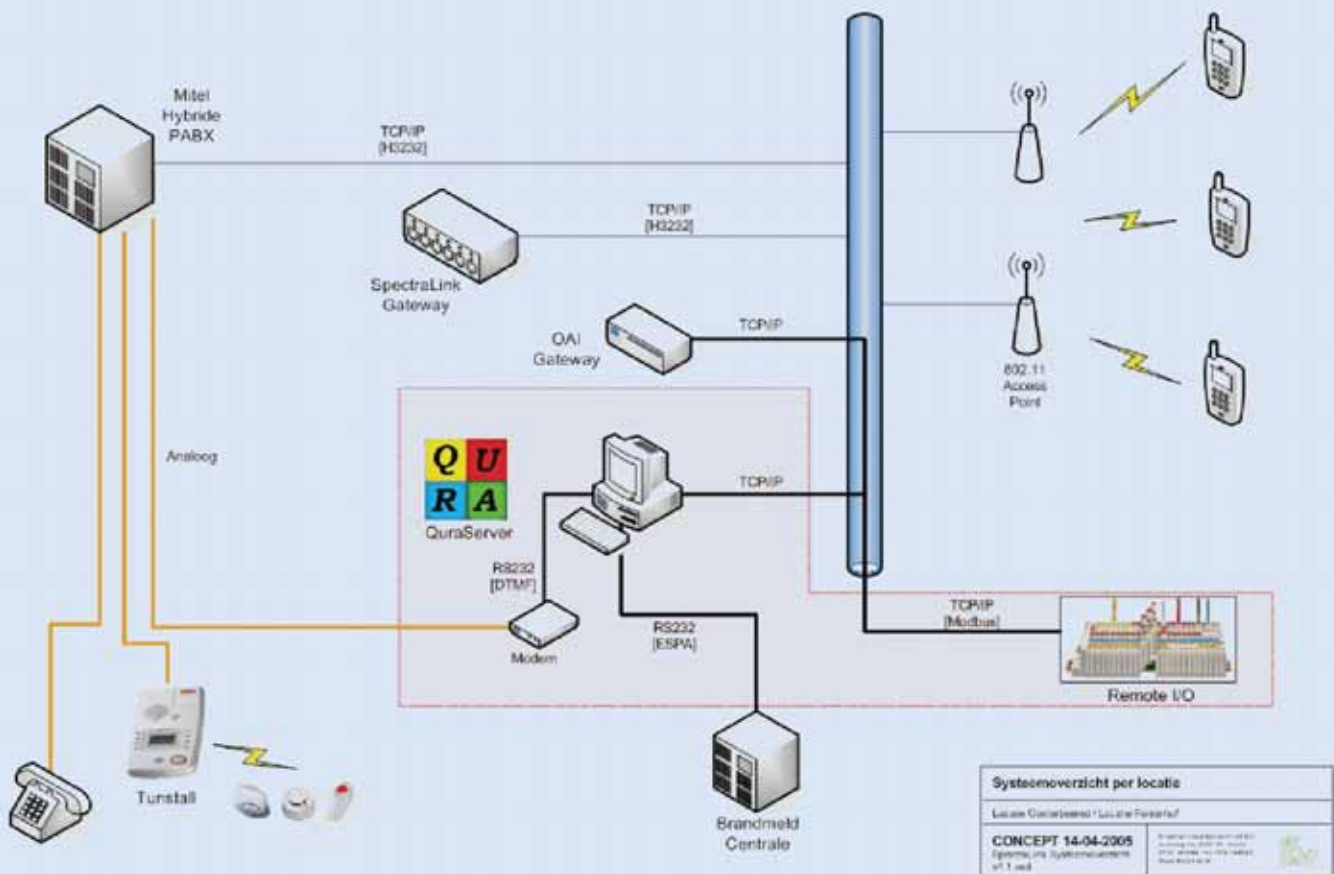 Mitel
Hybride
PABX
TCP/IP
[H3232]
TCP/IP
[H3232]
SpectraLink
Gateway
OAI
Gateway
TCP/IP
802.11
Access
Point
Analoog
Q U
R A
QuraServer
TCP/IP
RS232
[DTMF]
Modem
RS232
[ESPA]
TCP/IP
[Modbus]
Remote I/O
Tunstall
Brandmeld
Centrale
Systeemoverzicht per locatie
CONCEPT 14-04-2005